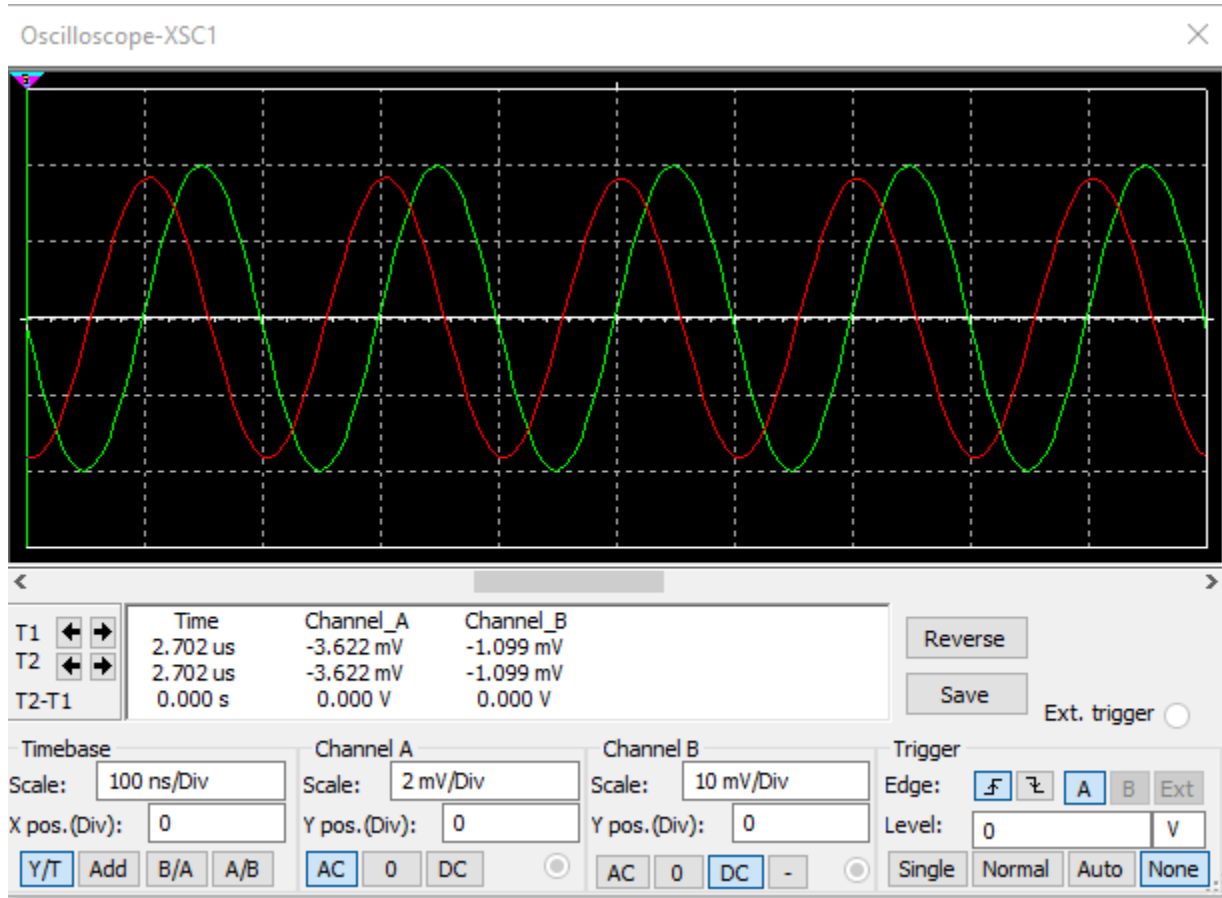 Oscilloscope-XSC1
T1
T2
T2-T1
Time Channel_A Channel_B
2.702 us -3.622 mV -1.099 mV
2.702 us -3.622 mV -1.099 mV
0.000 s 0.000 V 0.000 V
Reverse
Save
Ext. trigger
Timebase
Scale: 100 ns/Div
X pos.(Div): 0
Y/T Add B/A A/B
Channel A
Scale: 2 mV/Div
Y pos.(Div): 0
AC 0 DC
Channel B
Scale: 10 mV/Div
Y pos.(Div): 0
AC 0 DC -
Trigger
Edge: A B Ext
Level: 0 V
Single Normal Auto None